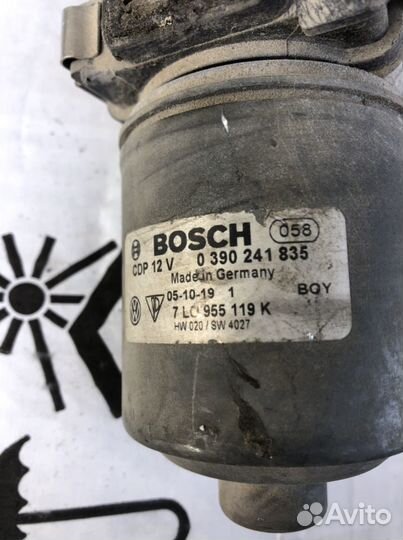 BOSCH 058
CDP 12 V 0 390 241 835
Made in Germany
05-10-19 1 BQY
7 L0 955 119 K
HW 020 / SW 4027
Avito